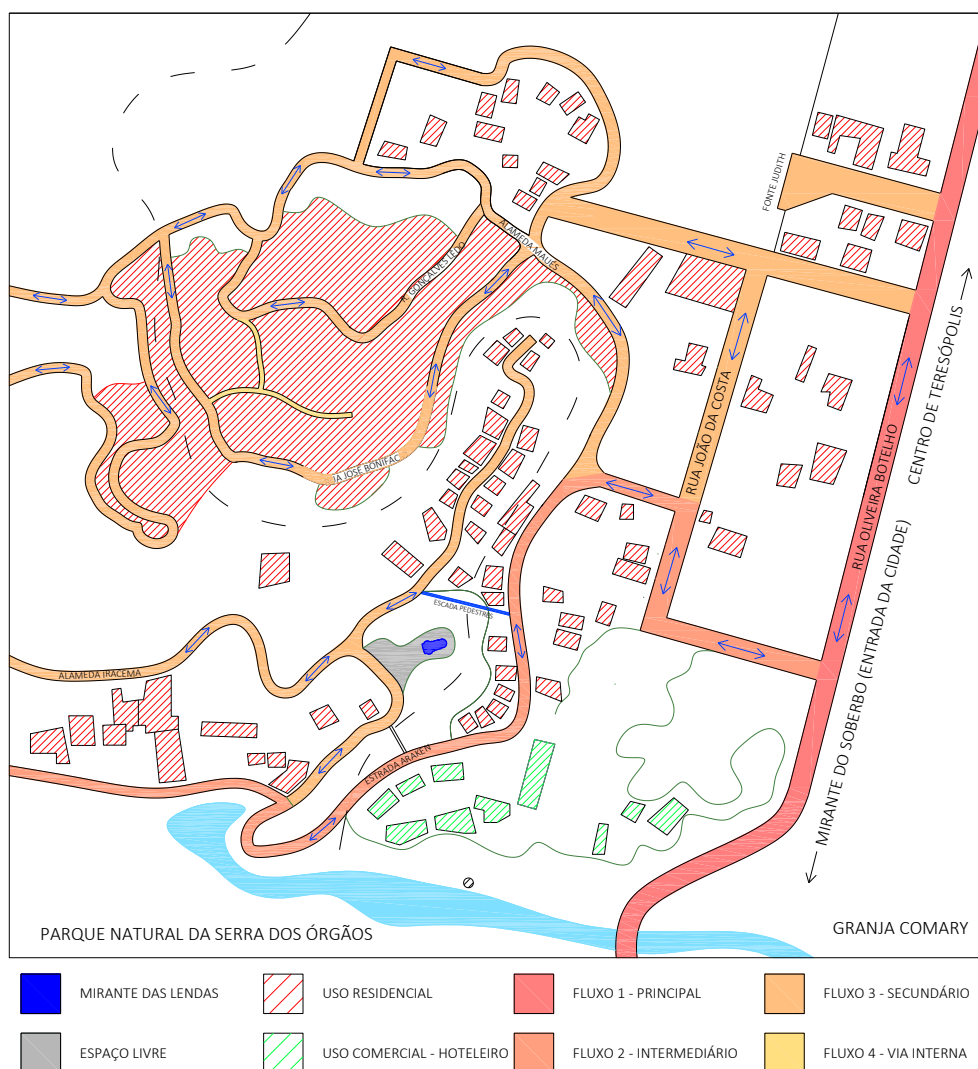 FONTE JUDITH
ALAMEDA MAUÉS
R. GONÇALVES LEDO
CENTRO DE TERESÓPOLIS
RUA JOÃO DA COSTA
RUA OLIVEIRA BOTELHO
IA JOSÉ BONIFAC
MIRANTE DO SOBERBO (ENTRADA DA CIDADE)
ESCADA PEDESTRES
ALAMEDA IRACEMA
ESTRADA ARAKEN
PARQUE NATURAL DA SERRA DOS ÓRGÃOS
GRANJA COMARY
MIRANTE DAS LENDAS
USO RESIDENCIAL
FLUXO 1 - PRINCIPAL
FLUXO 3 - SECUNDÁRIO
ESPAÇO LIVRE
USO COMERCIAL - HOTELEIRO
FLUXO 2 - INTERMEDIÁRIO
FLUXO 4 - VIA INTERNA